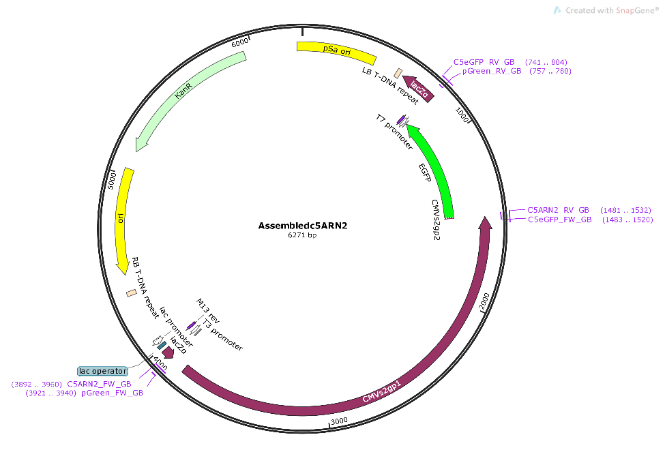 Created with SnapGene®
6000
pSa ori
LB T-DNA repeat
lacZα
C5eGFP_RV_GB (741 .. 804)
pGreen_RV_GB (757 .. 780)
1000
KanR
T7 promoter
EGFP
CMVs2gp2
5000
ori
Assembledc5ARN2
6271 bp
C5ARN2_RV_GB (1481 .. 1532)
C5eGFP_FW_GB (1483 .. 1520)
2000
RB T-DNA repeat
lac promoter
lacZα
M13 rev
T3 promoter
lac operator
4000
(3892 .. 3960) C5ARN2_FW_GB
(3921 .. 3940) pGreen_FW_GB
CMVs2gp1
3000